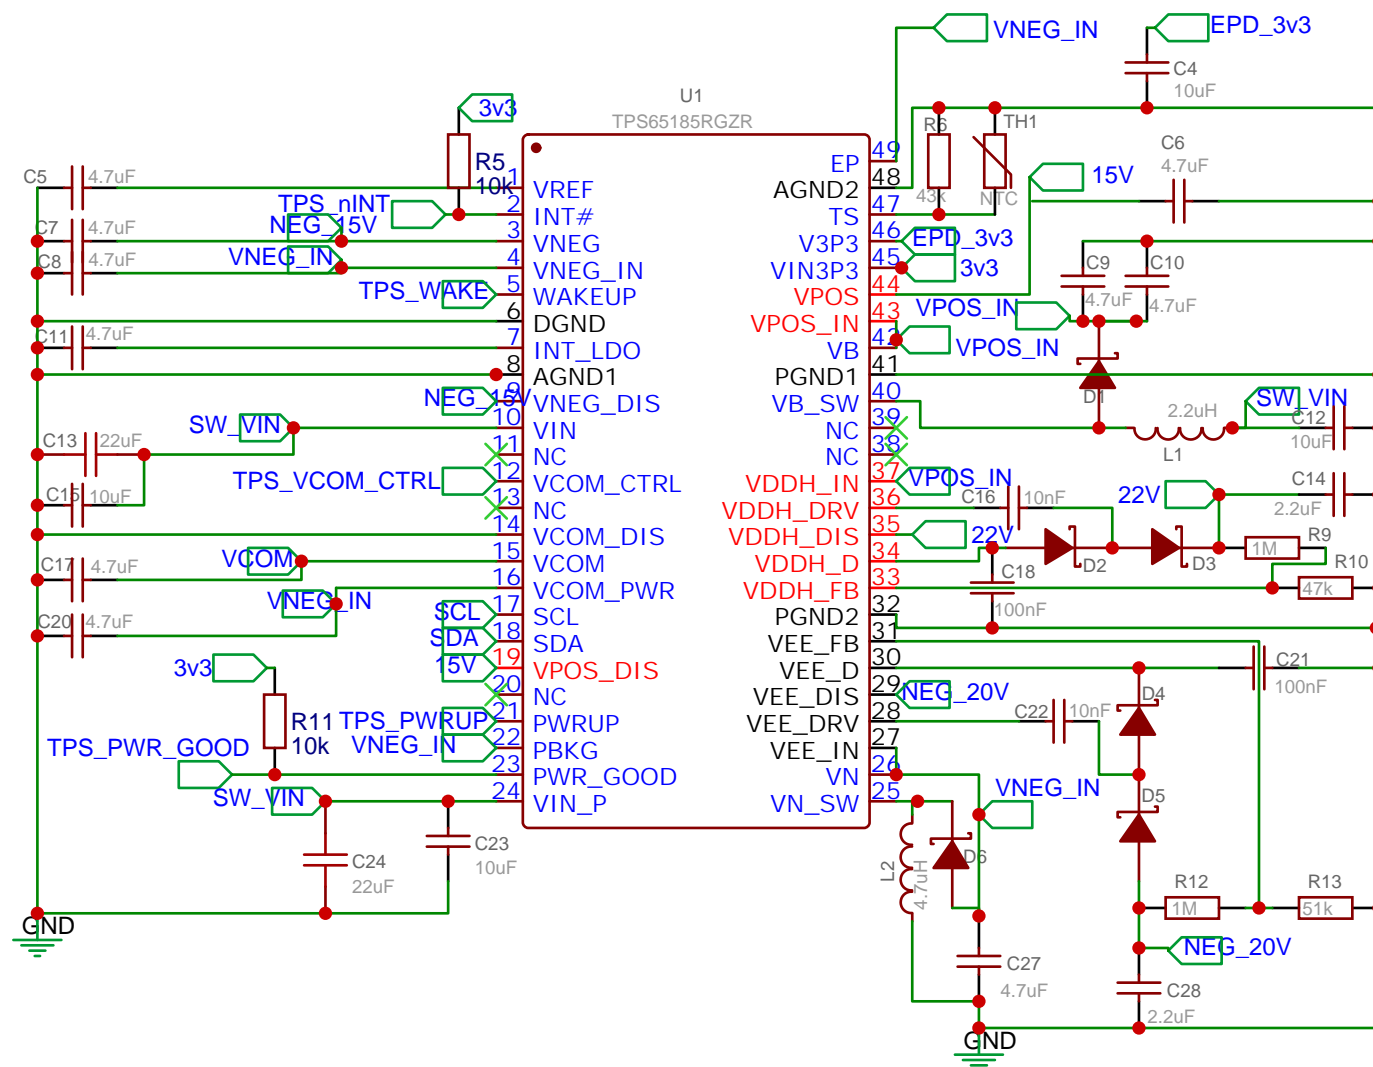 VNEG_IN
EPD_3v3
C4
10uF
U1
TPS65185RGZR
3v3
R5
10k
C5
4.7uF
TPS_nINT
C7
4.7uF
NEG_15V
C8
4.7uF
VNEG_IN
TPS_WAKE
C11
4.7uF
NEG_15V
SW_VIN
C13
22uF
C15
10uF
TPS_VCOM_CTRL
C17
4.7uF
VCOM
VNEG_IN
C20
4.7uF
SCL
SDA
15V
3v3
R11
10k
TPS_PWRUP
VNEG_IN
TPS_PWR_GOOD
SW_VIN
C24
22uF
C23
10uF
GND
1 VREF
2 INT#
3 VNEG
4 VNEG_IN
5 WAKEUP
6 DGND
7 INT_LDO
8 AGND1
9 VNEG_DIS
10 VIN
11 NC
12 VCOM_CTRL
13 NC
14 VCOM_DIS
15 VCOM
16 VCOM_PWR
17 SCL
18 SDA
19 VPOS_DIS
20 NC
21 PWRUP
22 PBKG
23 PWR_GOOD
24 VIN_P
EP 49
AGND2 48
TS 47
V3P3 46
VIN3P3 45
VPOS 44
VPOS_IN 43
VB 42
PGND1 41
VB_SW 40
NC 39
NC 38
VDDH_IN 37
VDDH_DRV 36
VDDH_DIS 35
VDDH_D 34
VDDH_FB 33
PGND2 32
VEE_FB 31
VEE_D 30
VEE_DIS 29
VEE_DRV 28
VEE_IN 27
VN 26
VN_SW 25
R6
43k
TH1
NTC
C6
4.7uF
15V
EPD_3v3
3v3
C9
4.7uF
C10
4.7uF
VPOS_IN
VPOS_IN
D1
2.2uH
L1
SW_VIN
C12
10uF
VPOS_IN
C16
10nF
22V
C14
2.2uF
22V
D2
D3
R9
1M
R10
47k
C18
100nF
C21
100nF
NEG_20V
C22
10nF
D4
D5
VNEG_IN
L2
4.7uH
D6
R12
1M
R13
51k
NEG_20V
C27
4.7uF
C28
2.2uF
GND